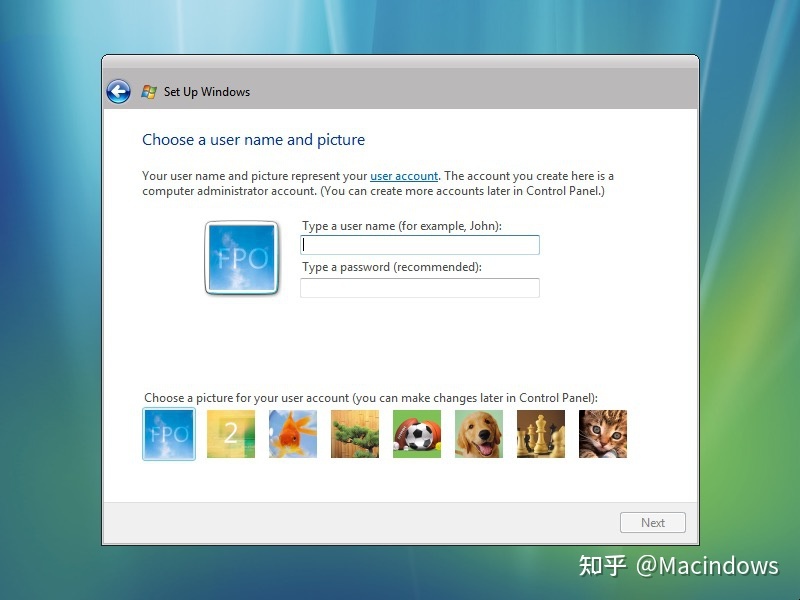 Set Up Windows
Choose a user name and picture
Your user name and picture represent your user account. The account you create here is a
computer administrator account. (You can create more accounts later in Control Panel.)
FPO
Type a user name (for example, John):
Type a password (recommended):
Choose a picture for your user account (you can make changes later in Control Panel):
FPO 2
Next
知乎 @Macindows